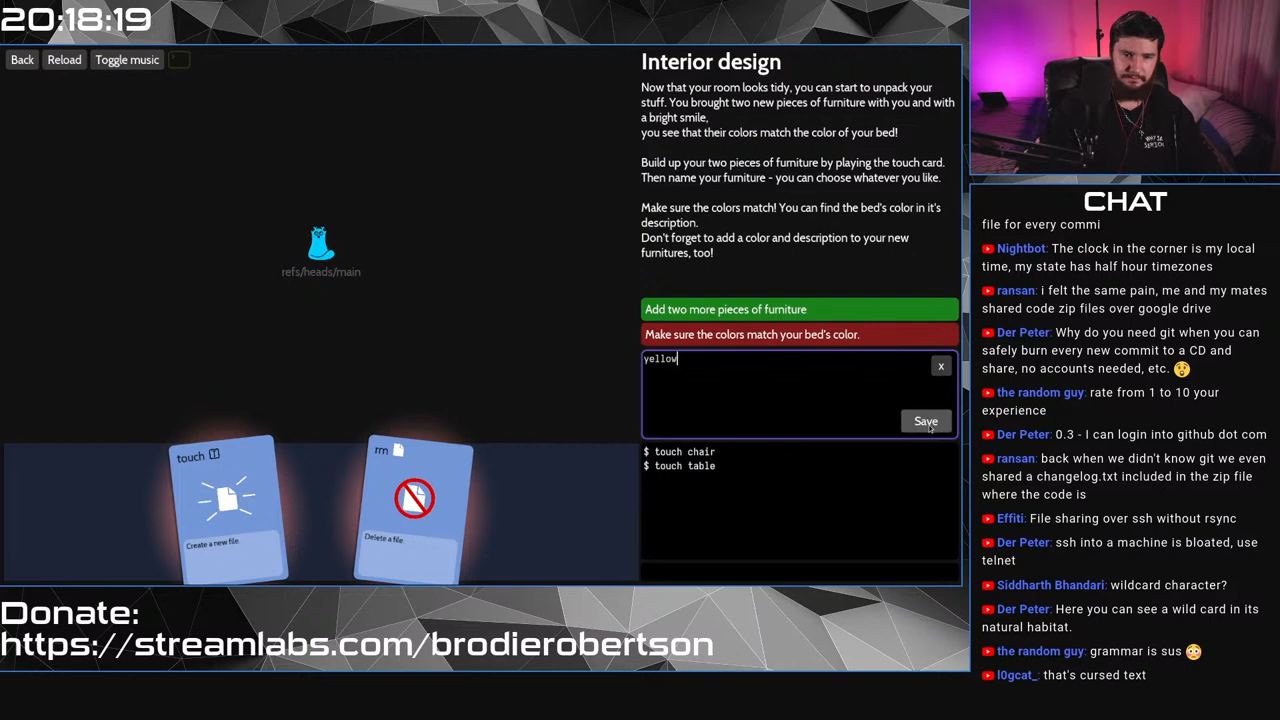 20:18:19
Back
Reload
Toggle music
refs/heads/main
Interior design
Now that your room looks tidy, you can start to unpack your
stuff. You brought two new pieces of furniture with you and with
a bright smile,
you see that their colors match the color of your bed!
Build up your two pieces of furniture by playing the touch card.
Then name your furniture - you can choose whatever you like.
Make sure the colors match! You can find the bed's color in it's
description.
Don't forget to add a color and description to your new
furnitures, too!
Add two more pieces of furniture
Make sure the colors match your bed's color.
yellow
x
Save
$ touch chair
$ touch table
touch
Create a new file
rm
Delete a file
CHAT
file for every commi
Nightbot: The clock in the corner is my local
time, my state has half hour timezones
ransan: i felt the same pain, me and my mates
shared code zip files over google drive
Der Peter: Why do you need git when you can
safely burn every new commit to a CD and
share, no accounts needed, etc. 😲
the random guy: rate from 1 to 10 your
experience
Der Peter: 0.3 - I can login into github dot com
ransan: back when we didn't know git we even
shared a changelog.txt included in the zip file
where the code is
Effiti: File sharing over ssh without rsync
Der Peter: ssh into a machine is bloated, use
telnet
Siddharth Bhandari: wildcard character?
Der Peter: Here you can see a wild card in its
natural habitat.
the random guy: grammar is sus 😳
l0gcat_: that's cursed text
Donate:
https://streamlabs.com/brodierobertson